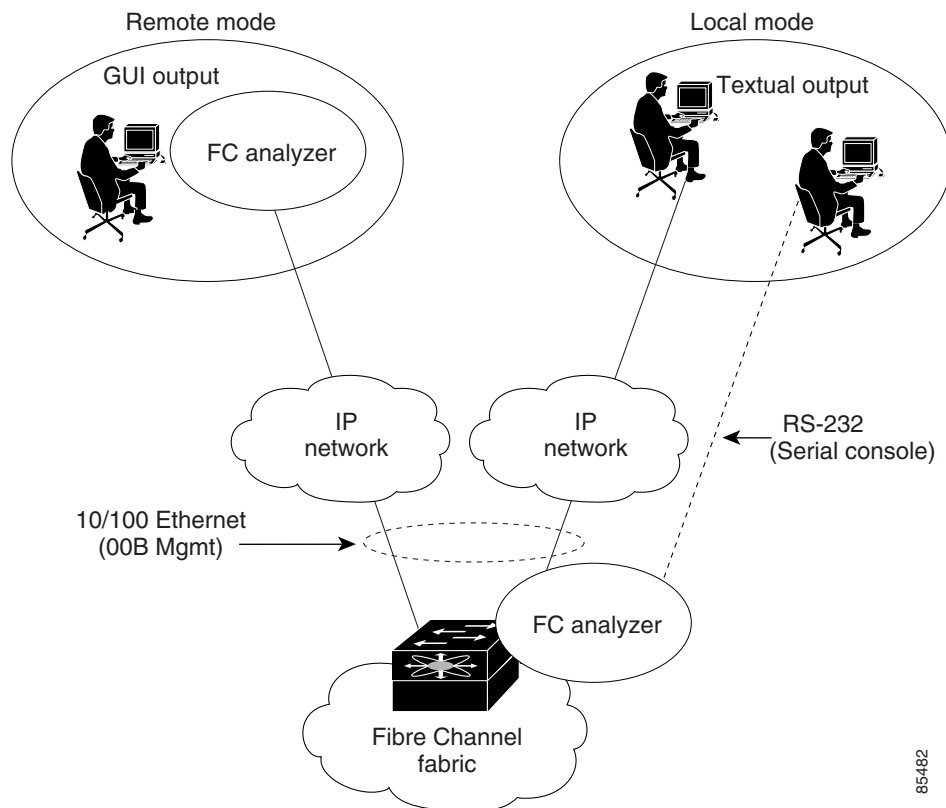 Remote mode
Local mode
GUI output
Textual output
FC analyzer
IP
network
IP
network
RS-232
(Serial console)
10/100 Ethernet
(00B Mgmt)
FC analyzer
Fibre Channel
fabric
85482